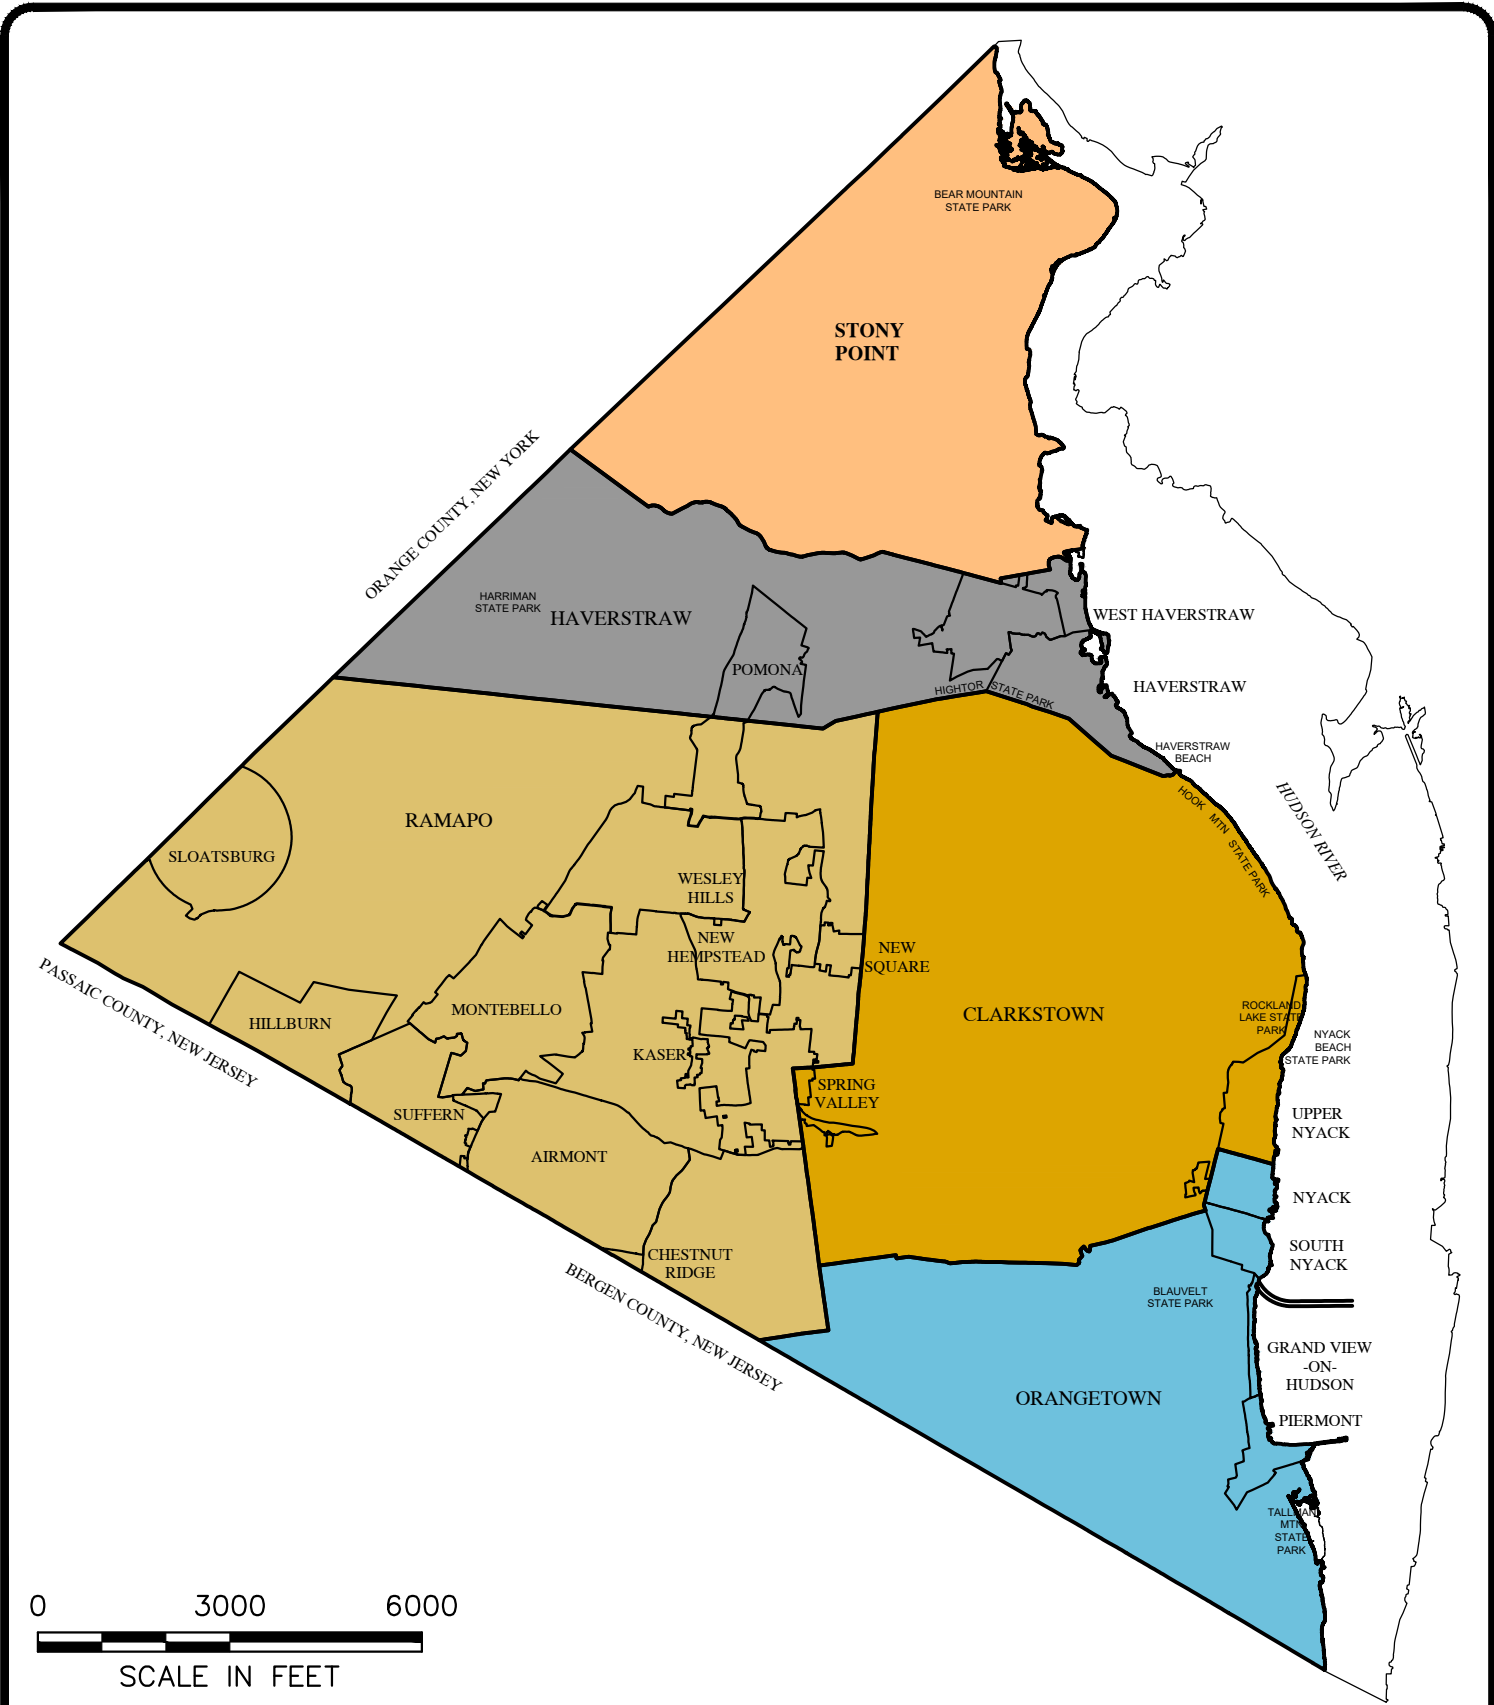 BEAR MOUNTAIN
STATE PARK
STONY
POINT
ORANGE COUNTY, NEW YORK
HARRIMAN
STATE PARK
HAVERSTRAW
WEST HAVERSTRAW
POMONA
HIGHTOR STATE PARK
HAVERSTRAW
HAVERSTRAW
BEACH
HOOK MTN STATE PARK
HUDSON RIVER
RAMAPO
SLOATSBURG
WESLEY
HILLS
NEW
HEMPSTEAD
NEW
SQUARE
PASSAIC COUNTY, NEW JERSEY
HILLBURN
MONTEBELLO
CLARKSTOWN
ROCKLAND
LAKE STATE
PARK
NYACK
BEACH
STATE PARK
KASER
SPRING
VALLEY
SUFFERN
UPPER
NYACK
AIRMONT
NYACK
CHESTNUT
RIDGE
SOUTH
NYACK
BERGEN COUNTY, NEW JERSEY
BLAUVELT
STATE PARK
GRAND VIEW
-ON-
HUDSON
ORANGETOWN
PIERMONT
TALLMAN
MTN
STATE
PARK
0 3000 6000
SCALE IN FEET